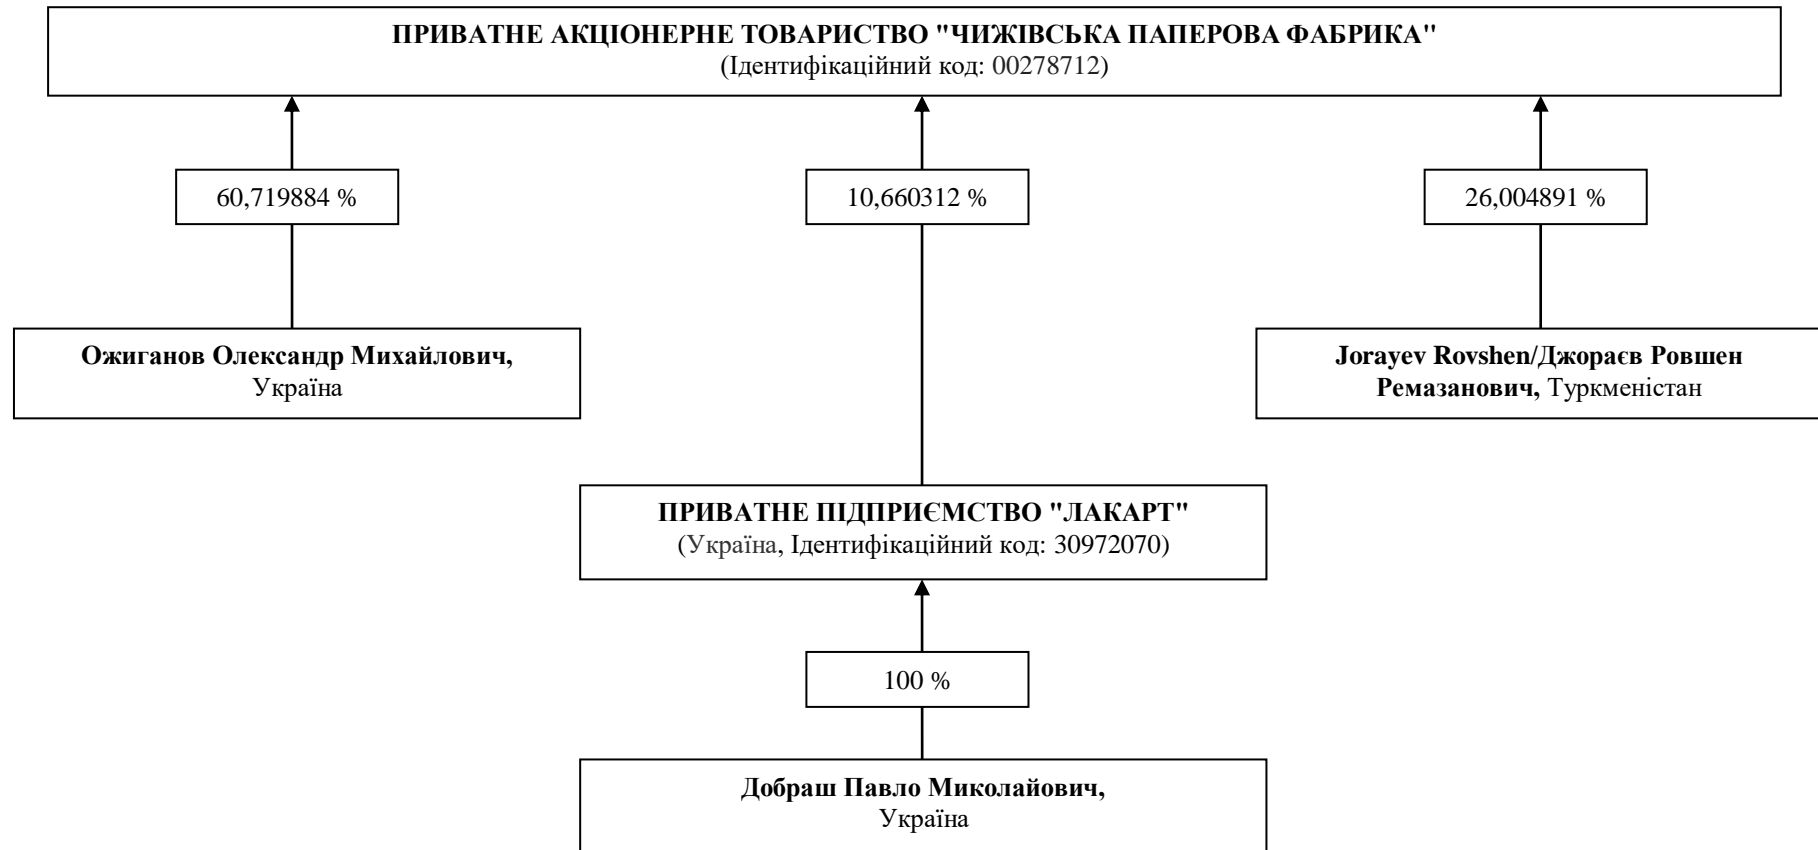 ПРИВАТНЕ АКЦІОНЕРНЕ ТОВАРИСТВО "ЧИЖІВСЬКА ПАПЕРОВА ФАБРИКА"
(Ідентифікаційний код: 00278712)
60,719884 %
10,660312 %
26,004891 %
Ожиганов Олександр Михайлович,
Україна
Jorayev Rovshen/Джораєв Ровшен
Ремазанович, Туркменістан
ПРИВАТНЕ ПІДПРИЄМСТВО "ЛАКАРТ"
(Україна, Ідентифікаційний код: 30972070)
100 %
Добраш Павло Миколайович,
Україна